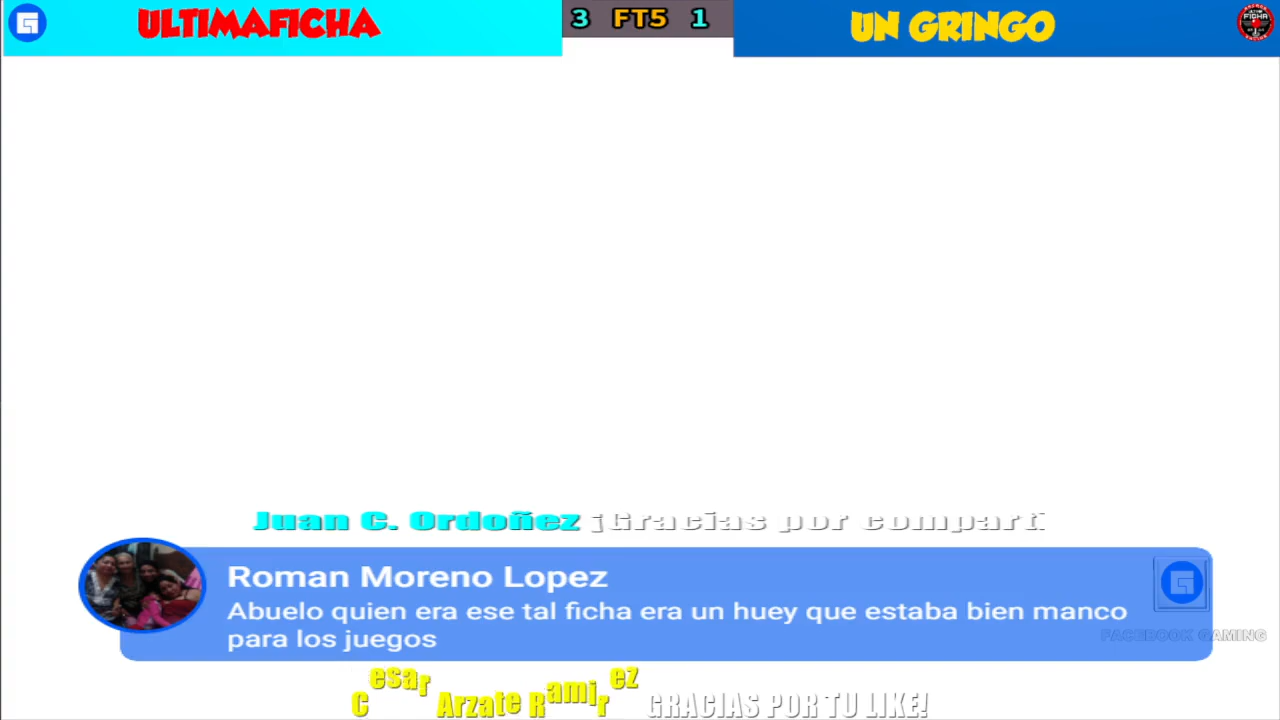 ULTIMAFICHA
3 FT5 1
UN GRINGO
FICHA
Juan C. Ordoñez ¡Gracias por comparti
Roman Moreno Lopez
Abuelo quien era ese tal ficha era un huey que estaba bien manco
para los juegos
FACEBOOK GAMING
Cesar Arzate Ramirez GRACIAS POR TU LIKE!